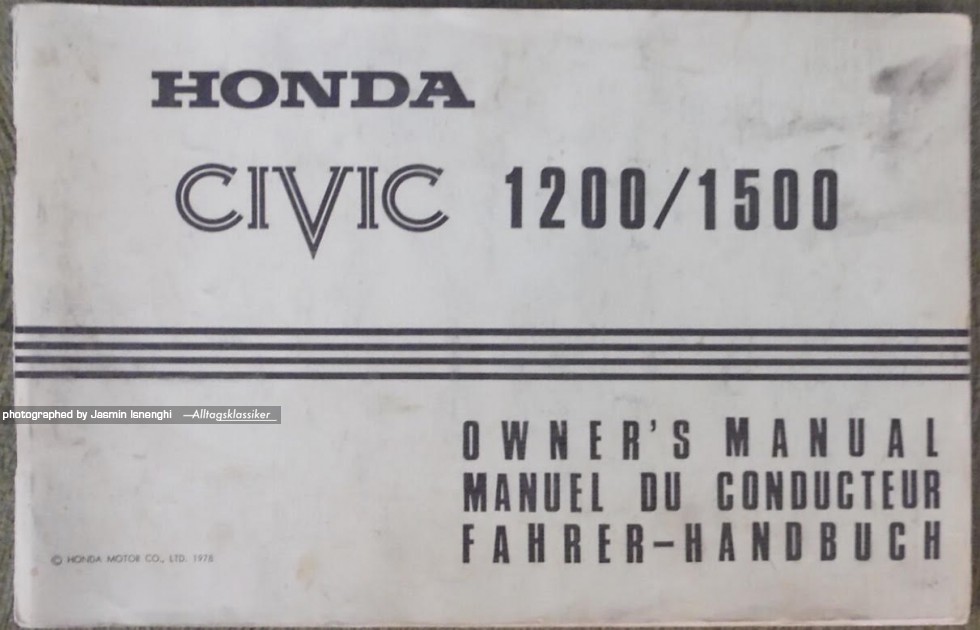 HONDA
CIVIC 1200/1500
photographed by Jasmin Isnenghi —Alltagsklassiker
OWNER'S MANUAL
MANUEL DU CONDUCTEUR
FAHRER-HANDBUCH
© HONDA MOTOR CO., LTD. 1978